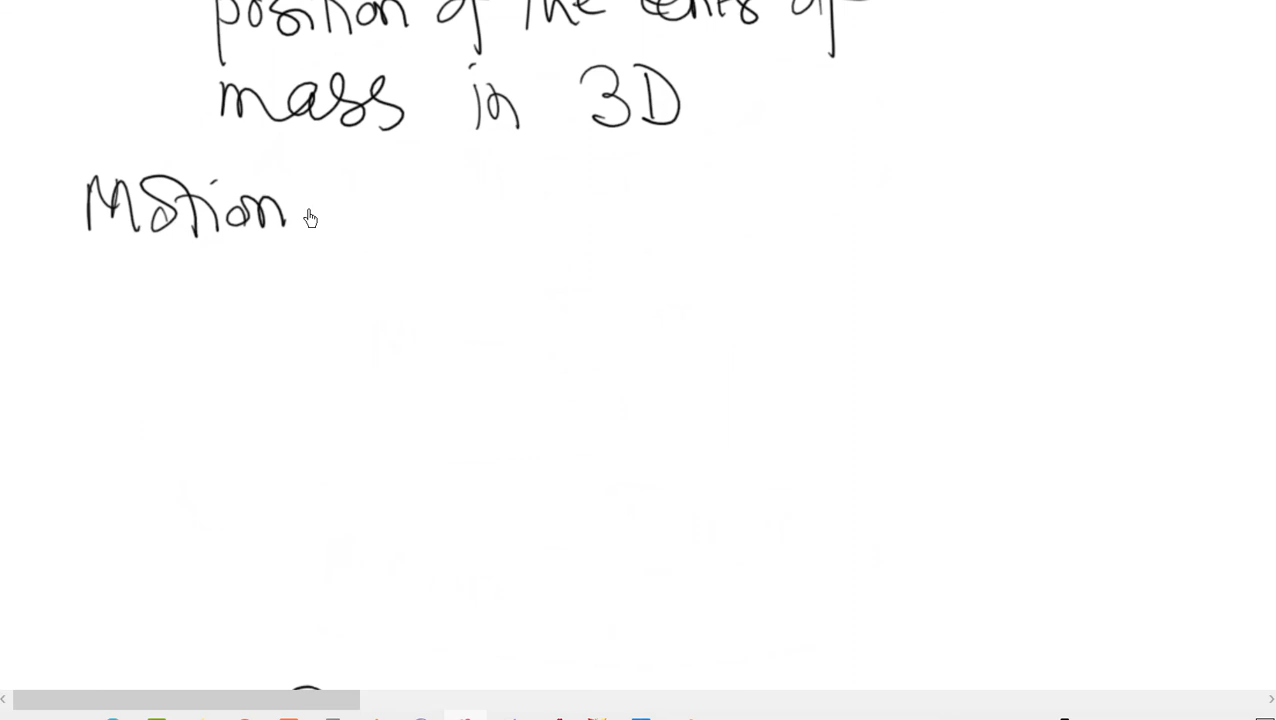 position of the center of
mass in 3D
Motion